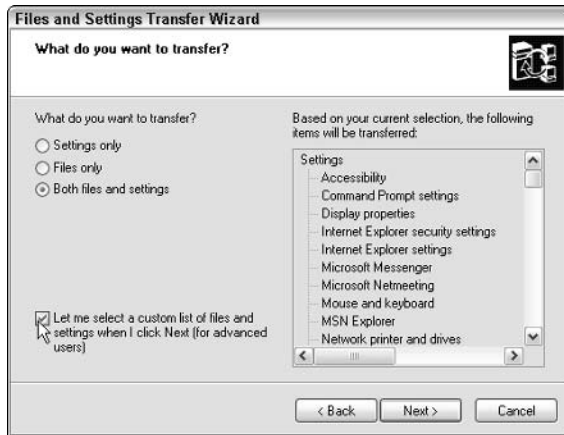 Files and Settings Transfer Wizard
What do you want to transfer?
What do you want to transfer?
Settings only
Files only
Both files and settings
Let me select a custom list of files and
settings when I click Next (for advanced
users)
Based on your current selection, the following
items will be transferred:
Settings
Accessibility
Command Prompt settings
Display properties
Internet Explorer security settings
Internet Explorer settings
Microsoft Messenger
Microsoft Netmeeting
Mouse and keyboard
MSN Explorer
Network printer and drives
< Back
Next >
Cancel